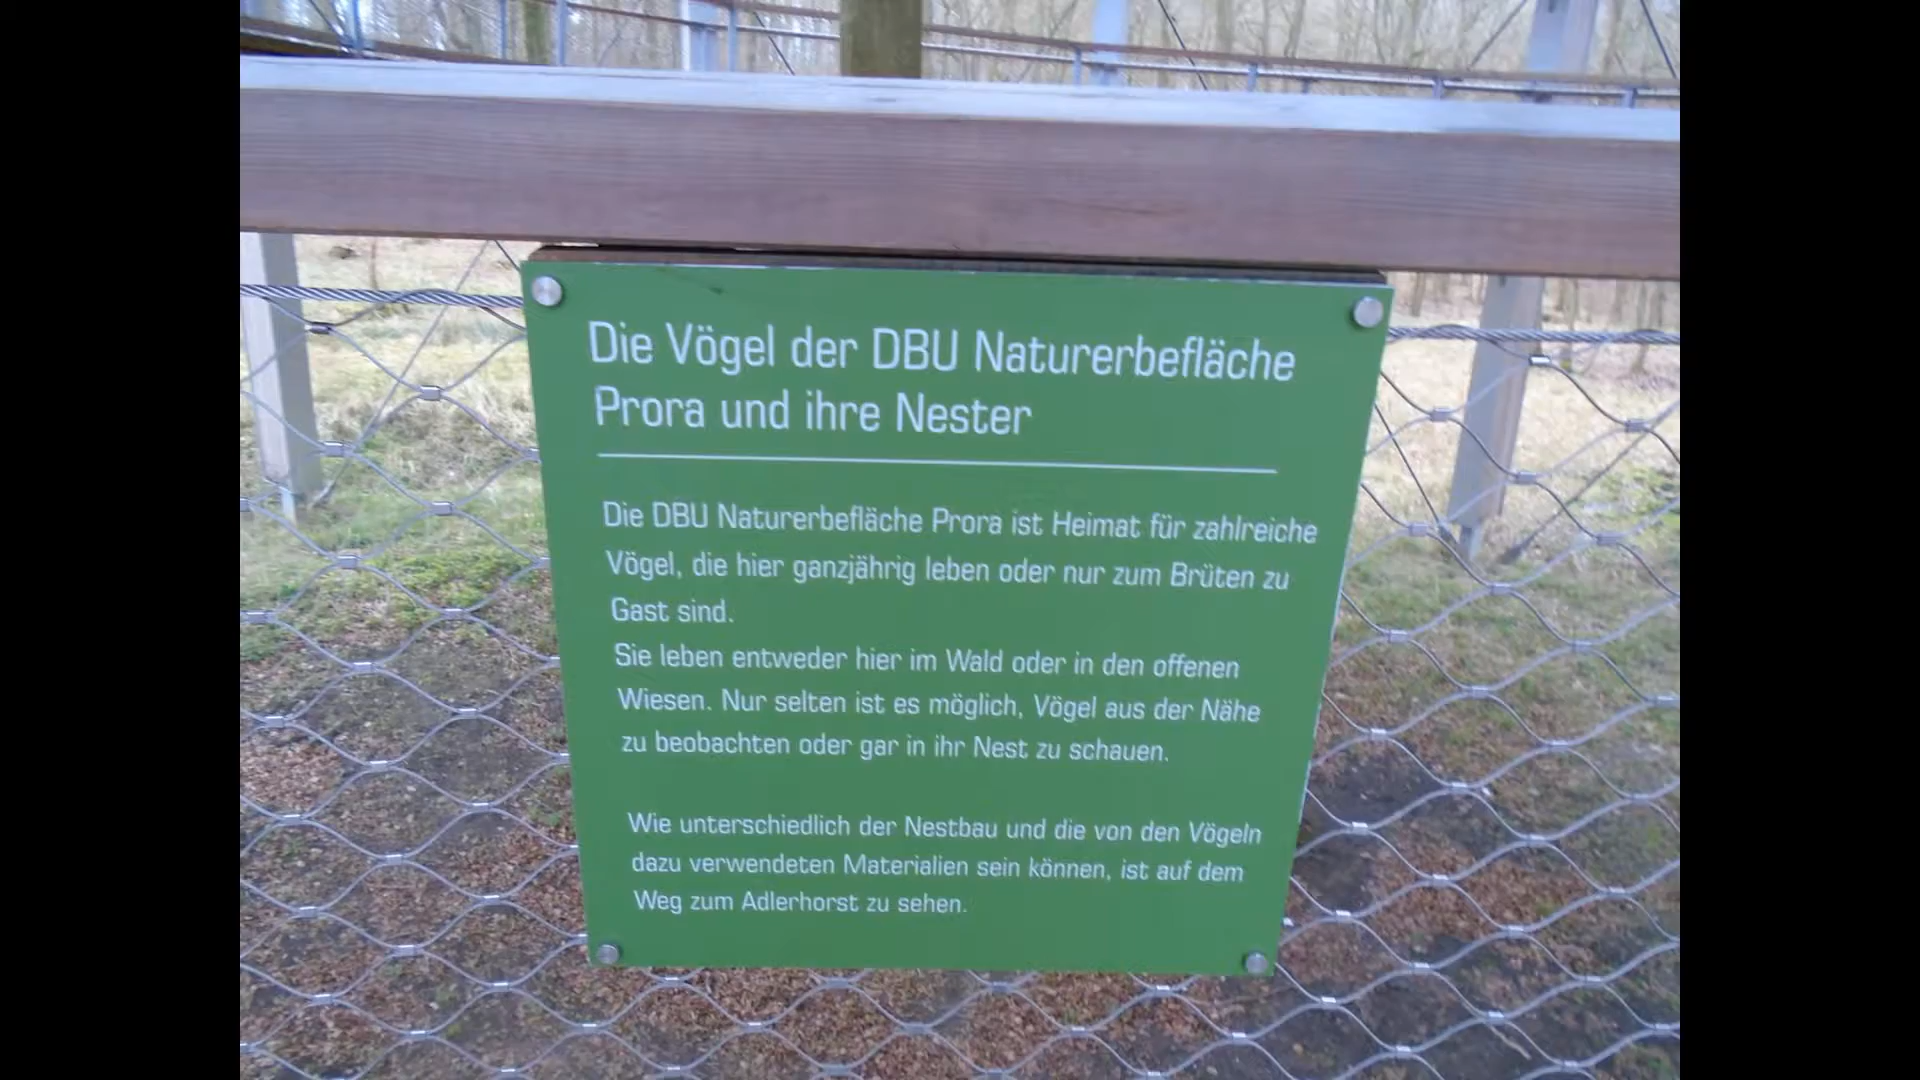 Die Vögel der DBU Naturerbefläche
Prora und ihre Nester
Die DBU Naturerbefläche Prora ist Heimat für zahlreiche
Vögel, die hier ganzjährig leben oder nur zum Brüten zu
Gast sind.
Sie leben entweder hier im Wald oder in den offenen
Wiesen. Nur selten ist es möglich, Vögel aus der Nähe
zu beobachten oder gar in ihr Nest zu schauen.
Wie unterschiedlich der Nestbau und die von den Vögeln
dazu verwendeten Materialien sein können, ist auf dem
Weg zum Adlerhorst zu sehen.